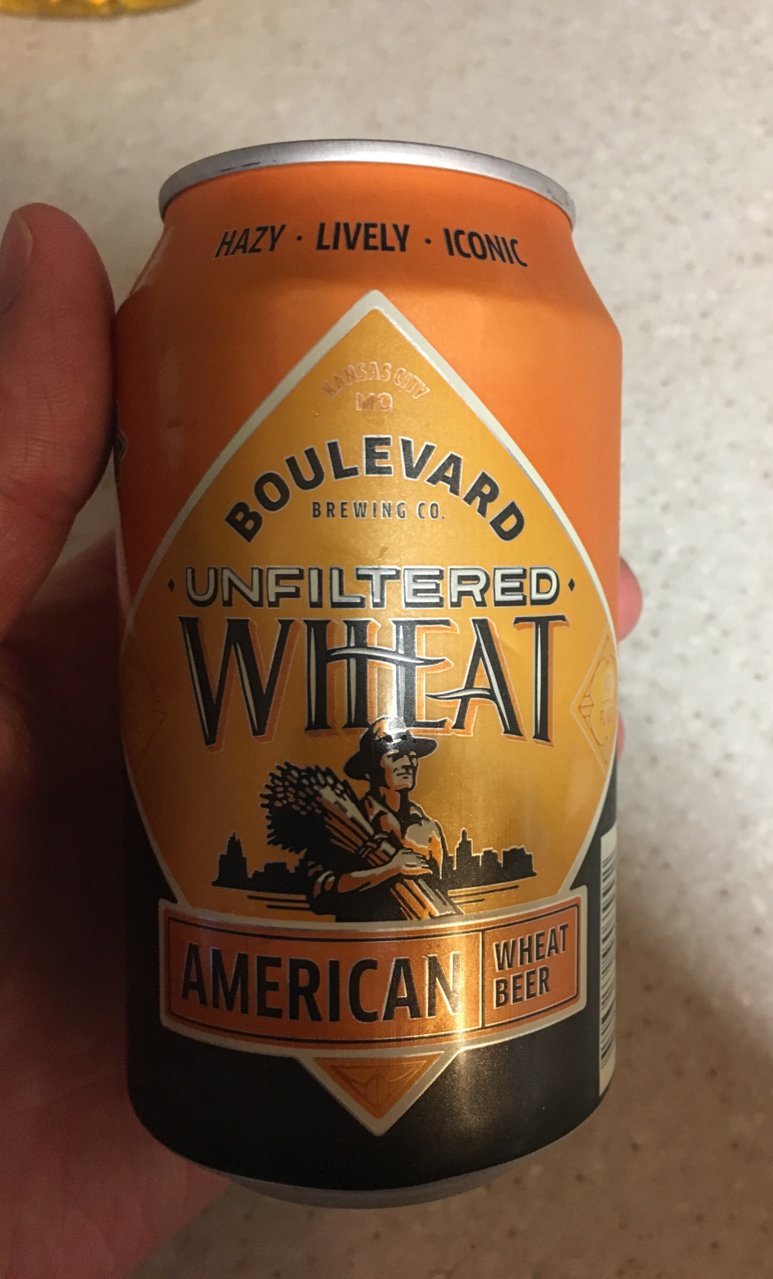 HAZY · LIVELY · ICONIC
KANSAS CITY
MO
BOULEVARD
BREWING CO.
· UNFILTERED ·
WHEAT
AMERICAN
WHEAT
BEER